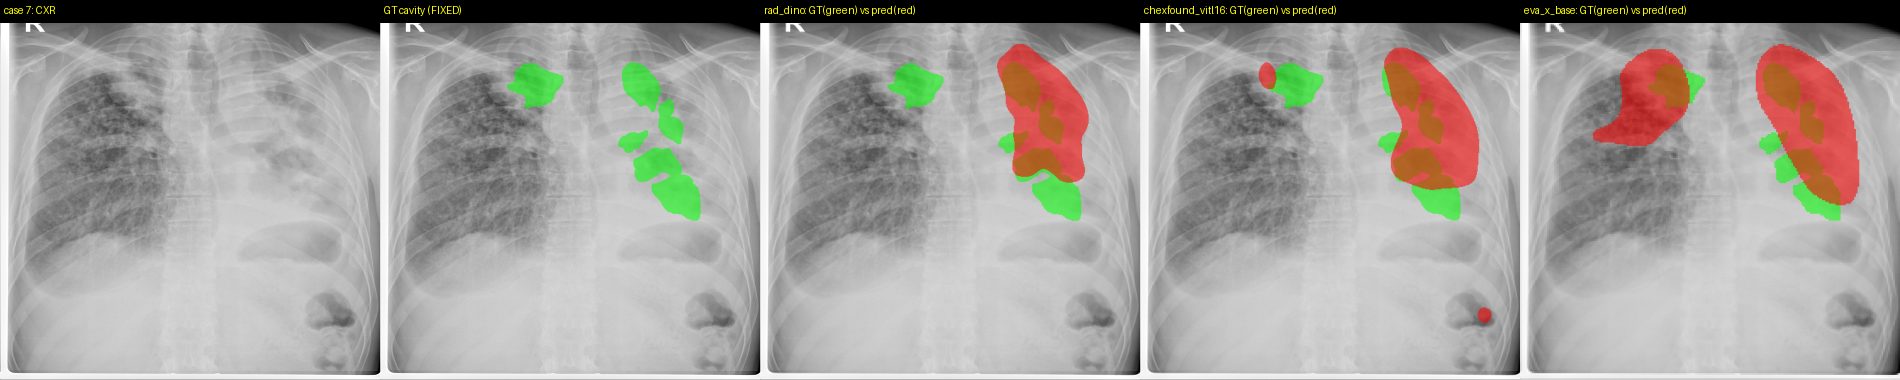 case 7: CXR
GT cavity (FIXED)
rad_dino: GT(green) vs pred(red)
chexfound_vitl16: GT(green) vs pred(red)
eva_x_base: GT(green) vs pred(red)
R
R
R
R
R